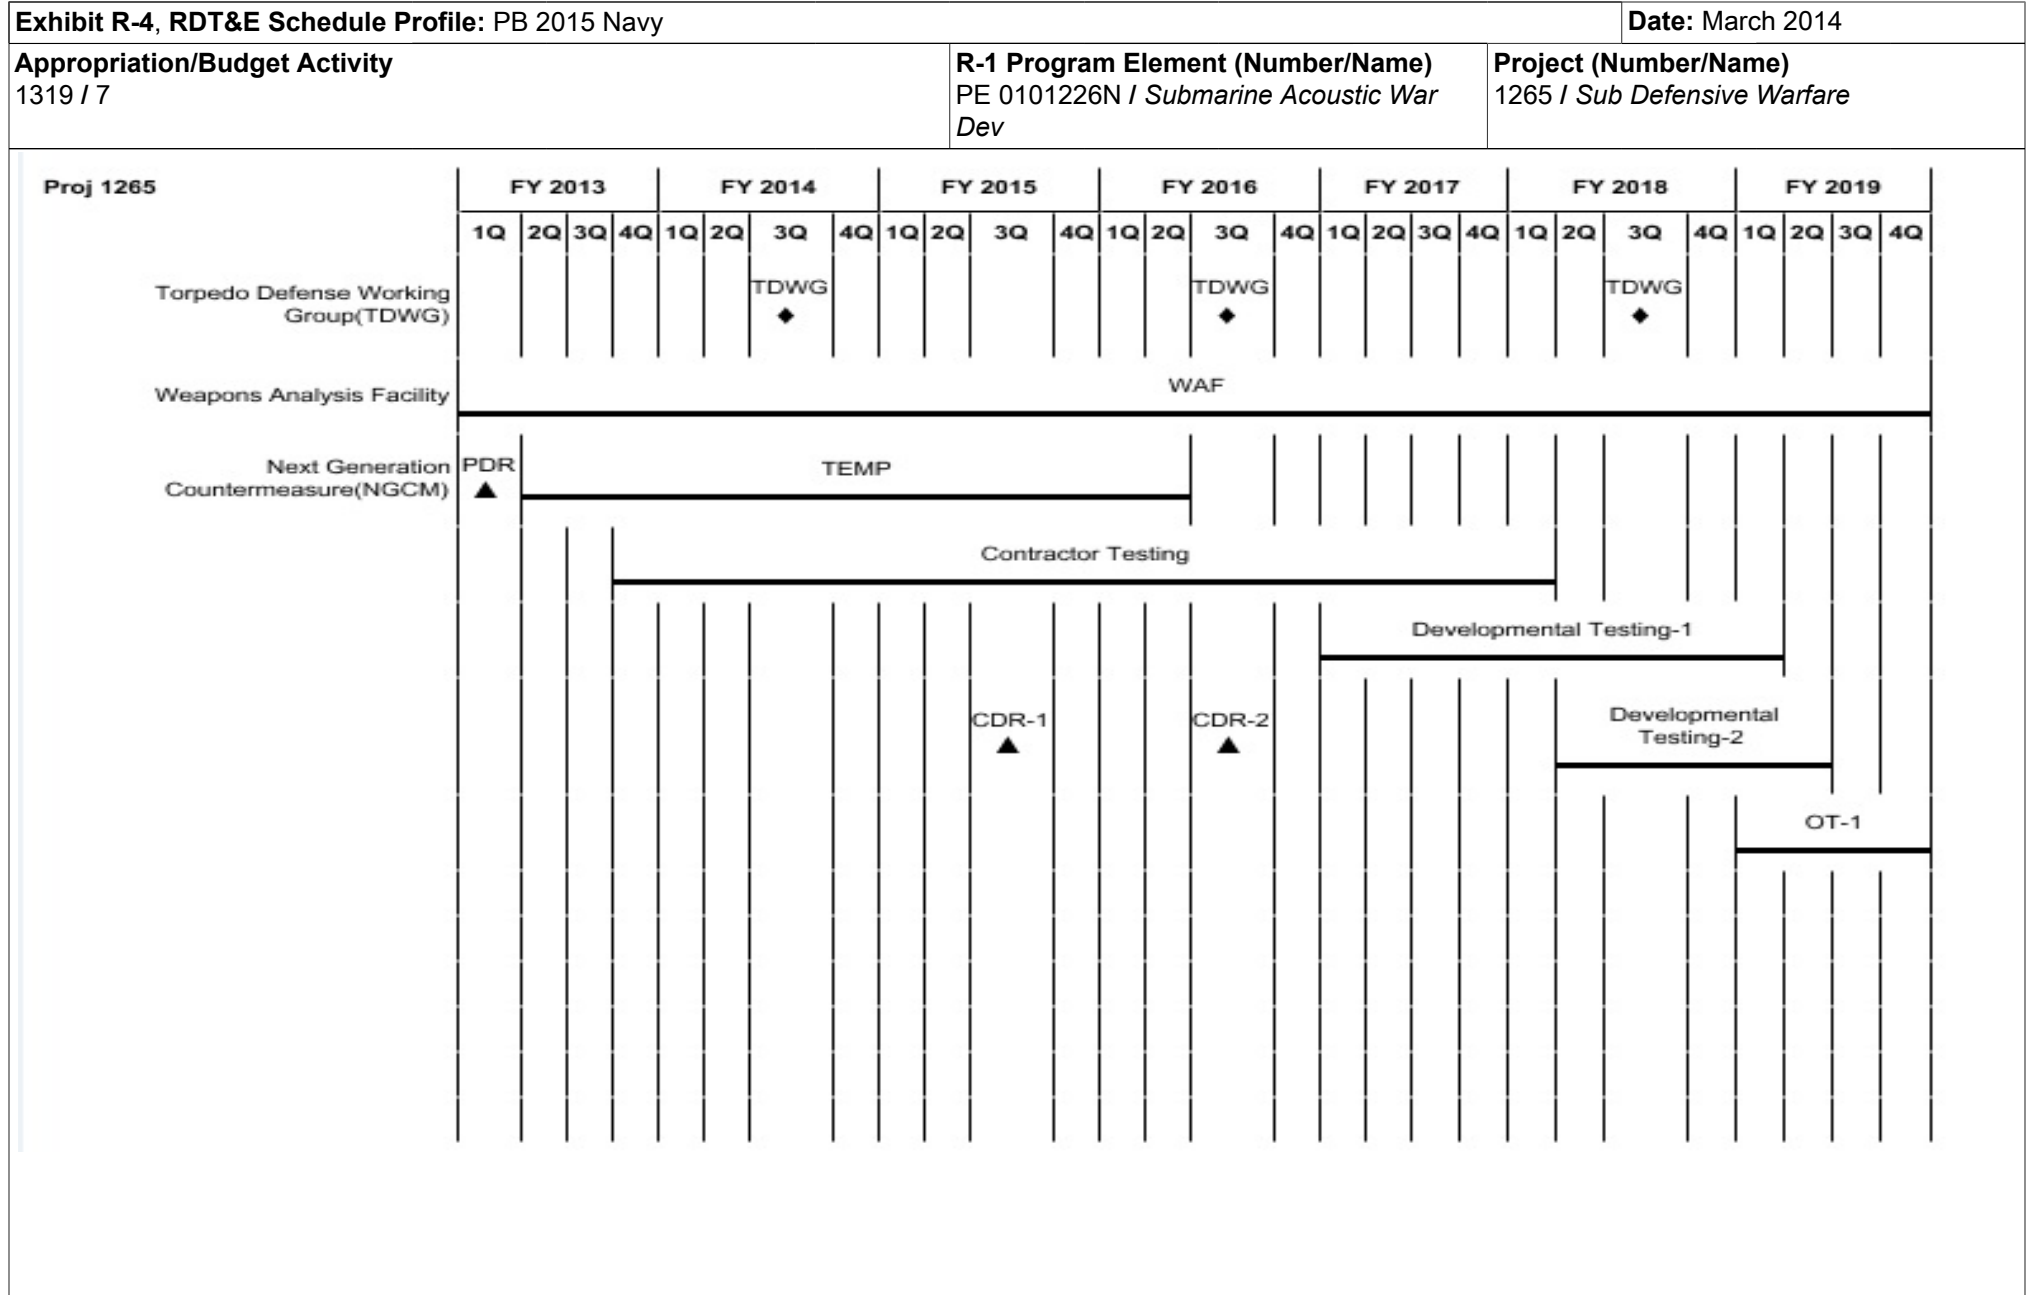 Exhibit R-4, RDT&E Schedule Profile: PB 2015 Navy
Date: March 2014
Appropriation/Budget Activity
1319 / 7
R-1 Program Element (Number/Name)
PE 0101226N / Submarine Acoustic War
Dev
Project (Number/Name)
1265 / Sub Defensive Warfare
Proj 1265
FY 2013 FY 2014 FY 2015 FY 2016 FY 2017 FY 2018 FY 2019
1Q 2Q 3Q 4Q 1Q 2Q 3Q 4Q 1Q 2Q 3Q 4Q 1Q 2Q 3Q 4Q 1Q 2Q 3Q 4Q 1Q 2Q 3Q 4Q 1Q 2Q 3Q 4Q
Torpedo Defense Working
Group(TDWG)
TDWG TDWG TDWG
Weapons Analysis Facility
WAF
Next Generation
Countermeasure(NGCM)
PDR TEMP
Contractor Testing
Developmental Testing-1
CDR-1 CDR-2
Developmental
Testing-2
OT-1